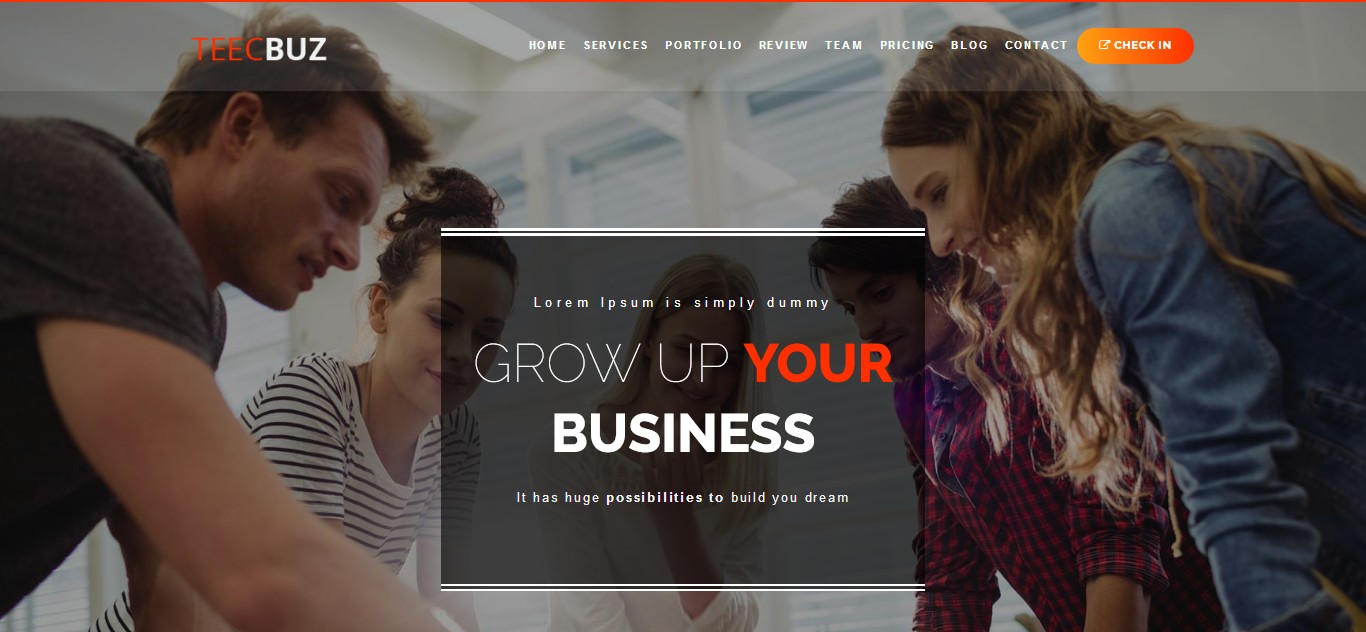 TEECBUZ
HOME SERVICES PORTFOLIO REVIEW TEAM PRICING BLOG CONTACT CHECK IN
Lorem Ipsum is simply dummy
GROW UP YOUR
BUSINESS
It has huge possibilities to build you dream